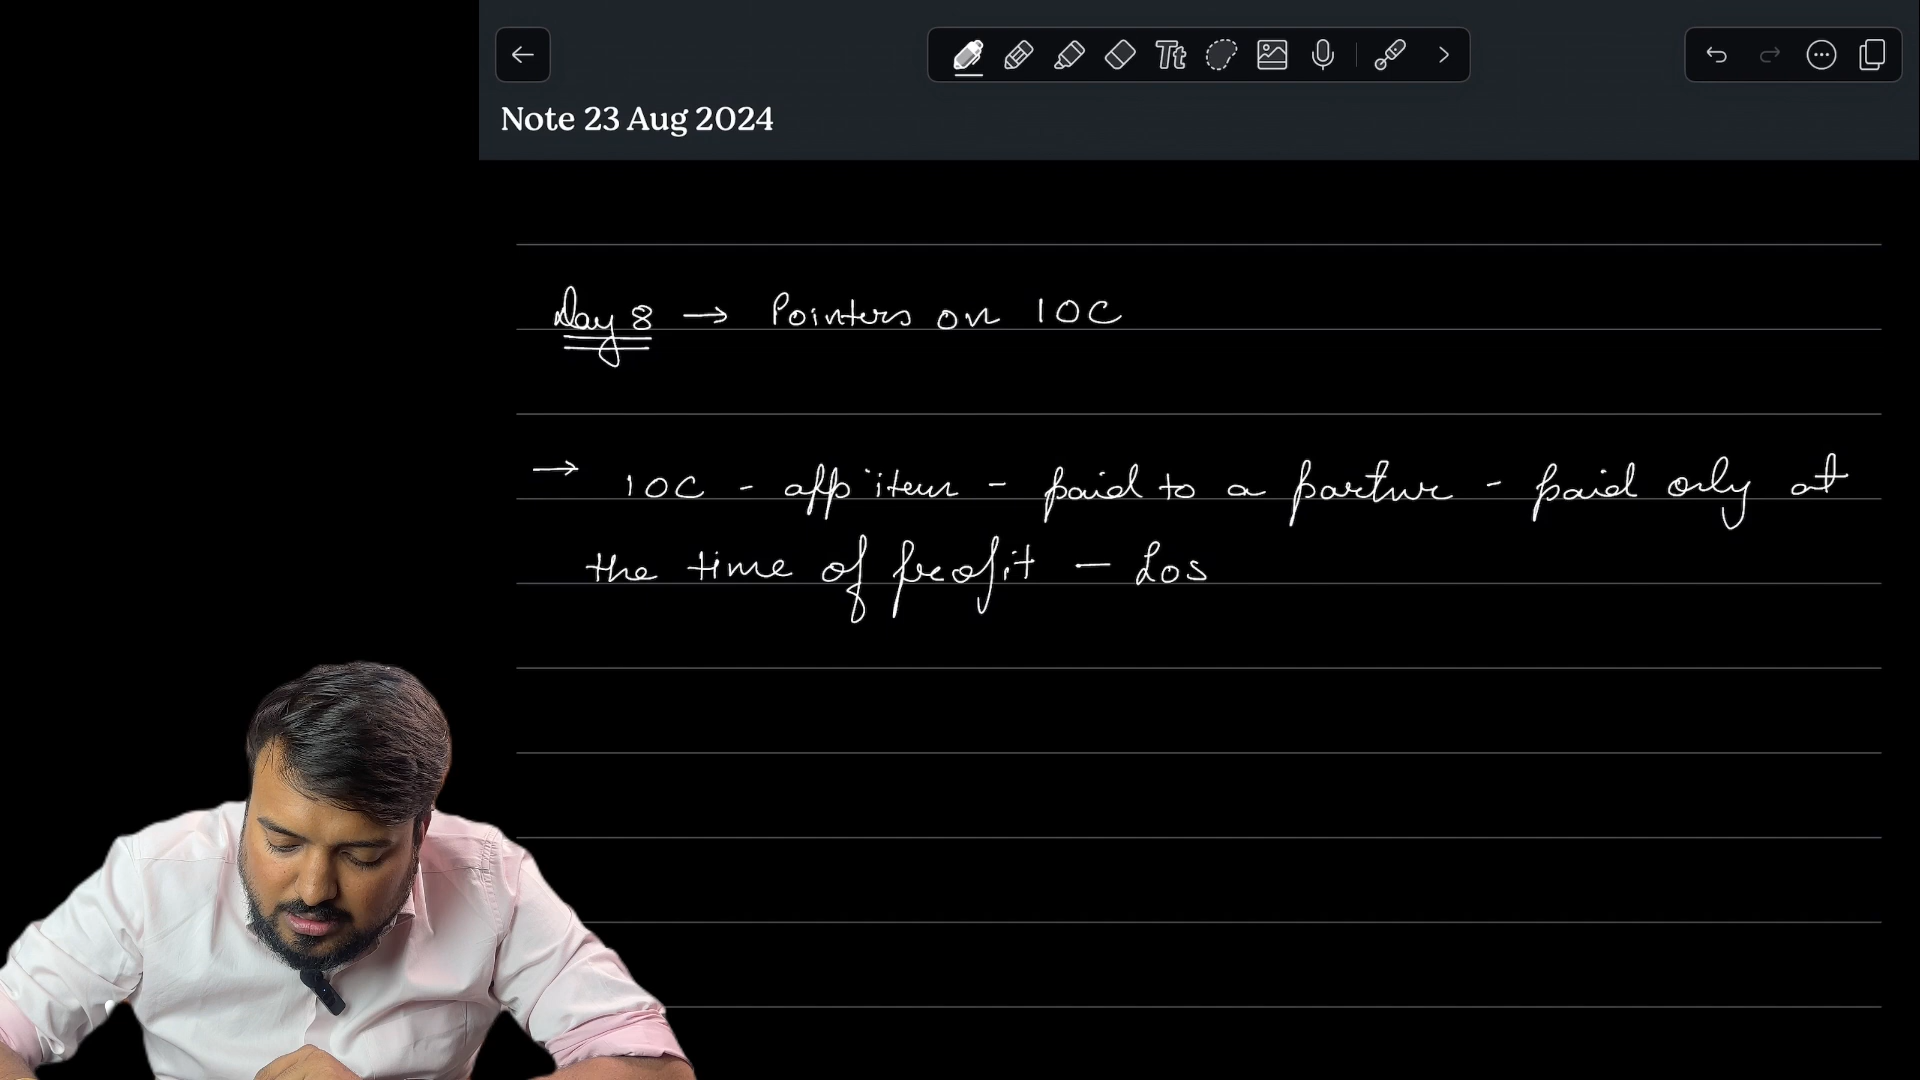 Note 23 Aug 2024
Day 8 → Pointers on IOC
→ IOC - app item - paid to a partner - paid only at
the time of profit - Los